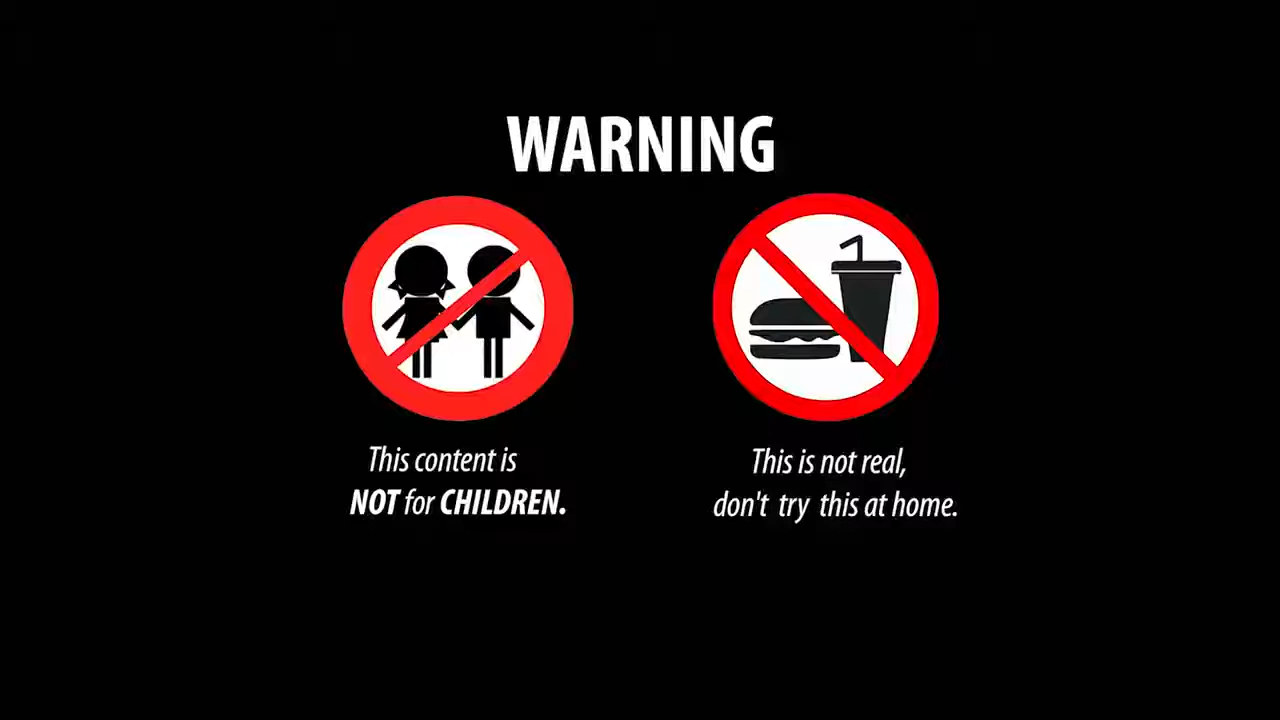 WARNING
This content is
NOT for CHILDREN.
This is not real,
don't try this at home.